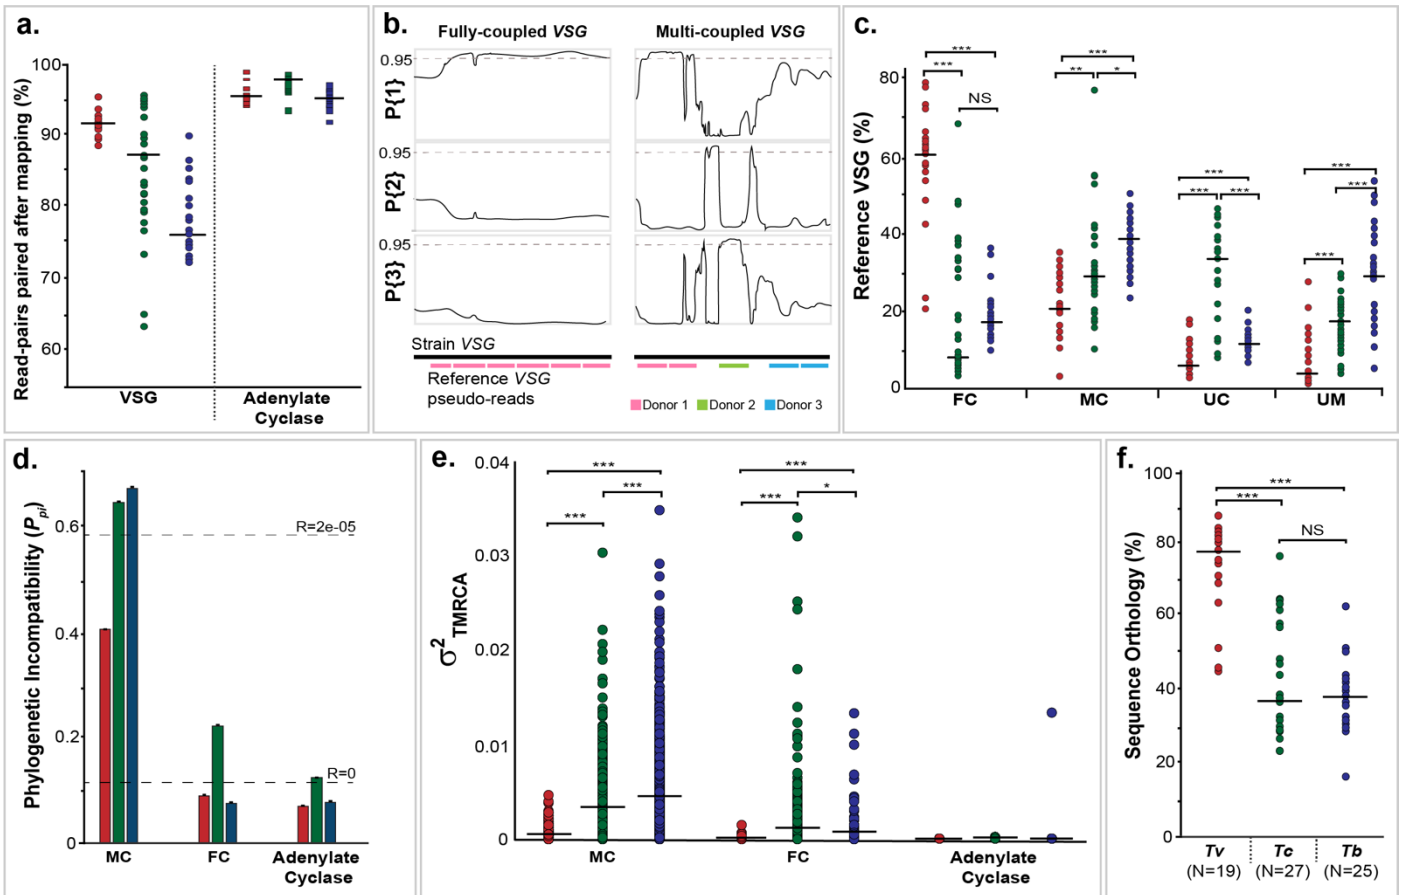 a.
Read-pairs paired after mapping (%)
100
90
80
70
60
VSG
Adenylate
Cyclase
b.
Fully-coupled VSG
Multi-coupled VSG
P{1}
0.95
0.95
P{2}
0.95
P{3}
0.95
Strain VSG
Reference VSG
pseudo-reads
Donor 1
Donor 2
Donor 3
c.
Reference VSG (%)
80
60
40
20
0
***
***
NS
***
**
*
***
***
***
***
***
***
FC
MC
UC
UM
d.
Phylogenetic Incompatibility (Ppi)
0.6
0.4
0.2
0
R=2e-05
R=0
MC
FC
Adenylate
Cyclase
e.
σ2TMRCA
0.04
0.03
0.02
0.01
0
***
***
***
***
***
*
MC
FC
Adenylate
Cyclase
f.
Sequence Orthology (%)
100
80
60
40
20
0
***
***
NS
Tv
Tc
Tb
(N=19)
(N=27)
(N=25)